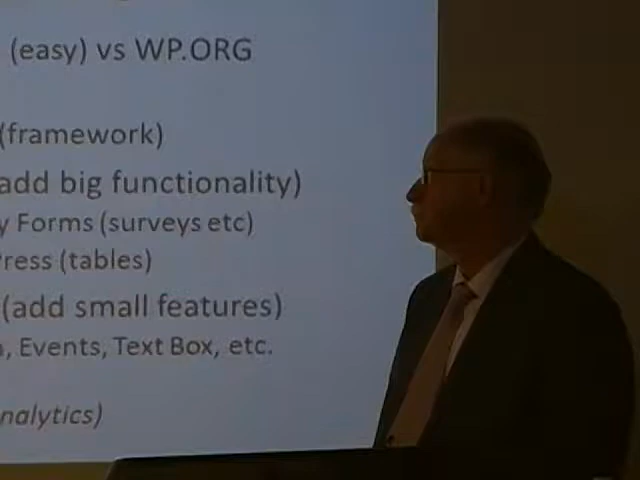 (easy) vs WP.ORG
(framework)
add big functionality)
y Forms (surveys etc)
ress (tables)
(add small features)
, Events, Text Box, etc.
nalytics)